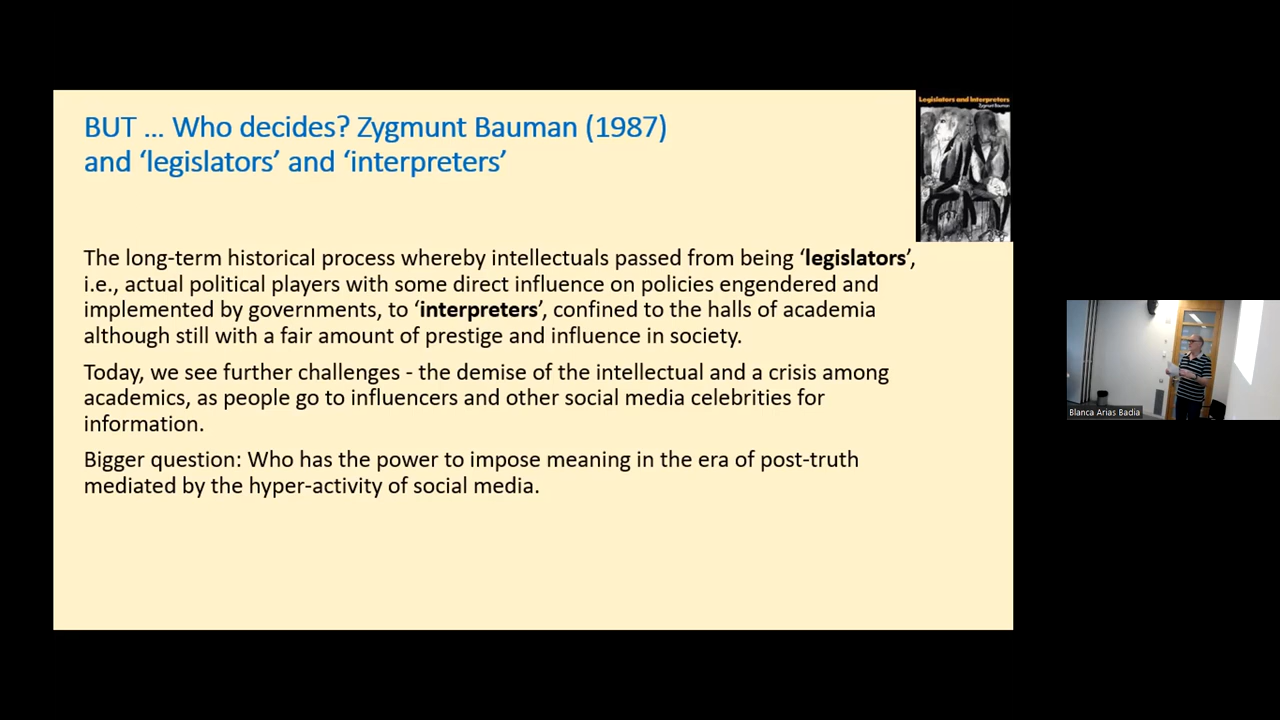 BUT ... Who decides? Zygmunt Bauman (1987)
and ‘legislators’ and ‘interpreters’
Legislators and Interpreters
Zygmunt Bauman
The long-term historical process whereby intellectuals passed from being ‘legislators’,
i.e., actual political players with some direct influence on policies engendered and
implemented by governments, to ‘interpreters’, confined to the halls of academia
although still with a fair amount of prestige and influence in society.
Today, we see further challenges - the demise of the intellectual and a crisis among
academics, as people go to influencers and other social media celebrities for
information.
Bigger question: Who has the power to impose meaning in the era of post-truth
mediated by the hyper-activity of social media.
Blanca Arias Badia